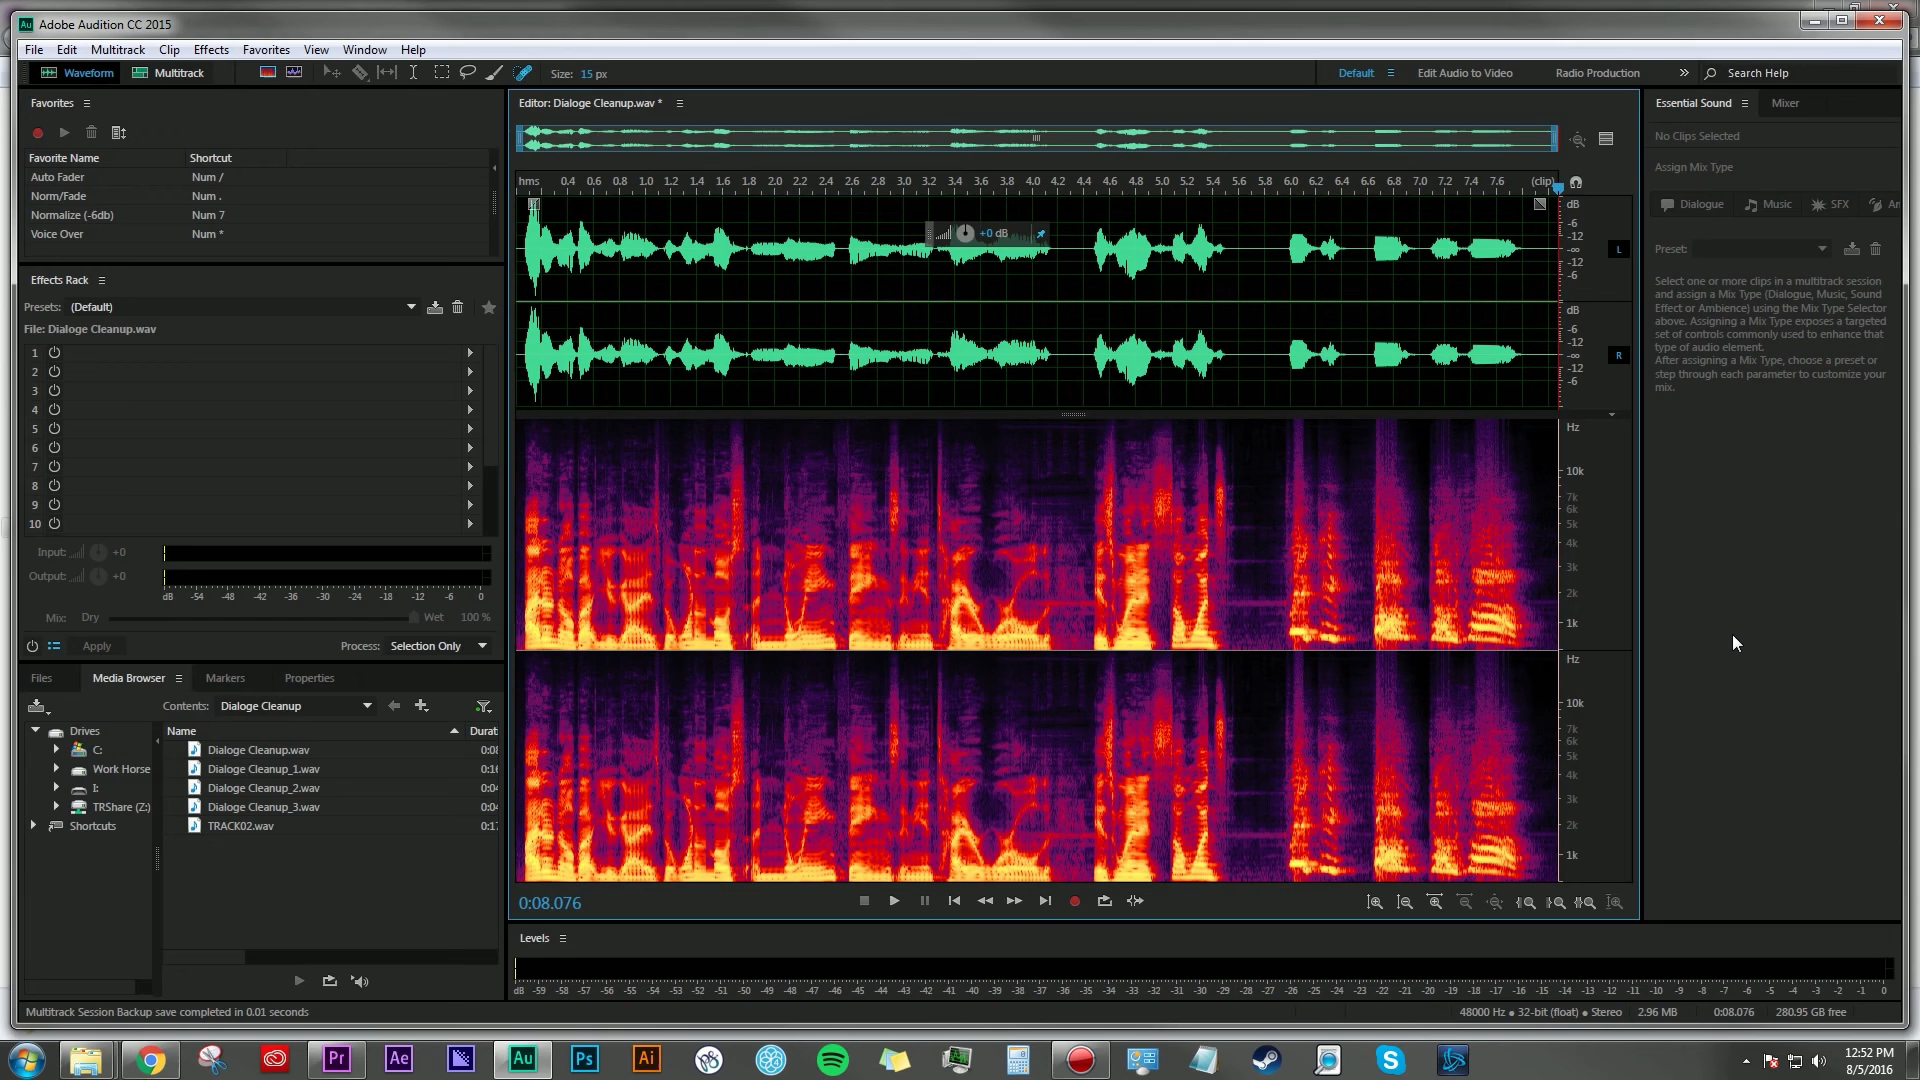 Au Adobe Audition CC 2015
File Edit Multitrack Clip Effects Favorites View Window Help
Waveform Multitrack Size: 15 px Default Edit Audio to Video Radio Production Search Help
Favorites
Favorite Name Shortcut
Auto Fader Num /
Norm/Fade Num .
Normalize (-6db) Num 7
Voice Over Num *
Effects Rack
Presets: (Default)
File: Dialoge Cleanup.wav
1
2
3
4
5
6
7
8
9
10
Input: +0
Output: +0
dB -54 -48 -42 -36 -30 -24 -18 -12 -6 0
Mix: Dry Wet 100 %
Apply Process: Selection Only
Files Media Browser Markers Properties
Contents: Dialoge Cleanup
Drives
C:
Work Horse
I:
TRShare (Z:)
Shortcuts
Name Durat
Dialoge Cleanup.wav 0:08
Dialoge Cleanup_1.wav 0:16
Dialoge Cleanup_2.wav 0:04
Dialoge Cleanup_3.wav 0:04
TRACK02.wav 0:17
Editor: Dialoge Cleanup.wav *
hms 0.4 0.6 0.8 1.0 1.2 1.4 1.6 1.8 2.0 2.2 2.4 2.6 2.8 3.0 3.2 3.4 3.6 3.8 4.0 4.2 4.4 4.6 4.8 5.0 5.2 5.4 5.6 5.8 6.0 6.2 6.4 6.6 6.8 7.0 7.2 7.4 7.6 (clip)
+0 dB
dB
-6
-12
-∞
-12
-6
L
dB
-6
-12
-∞
-12
-6
R
Hz
10k
7k
6k
5k
4k
3k
2k
1k
Hz
10k
7k
6k
5k
4k
3k
2k
1k
0:08.076
Levels
dB -59 -58 -57 -56 -55 -54 -53 -52 -51 -50 -49 -48 -47 -46 -45 -44 -43 -42 -41 -40 -39 -38 -37 -36 -35 -34 -33 -32 -31 -30 -29 -28 -27 -26 -25 -24 -23 -22 -21 -20 -19 -18 -17 -16 -15 -14 -13 -12 -11 -10 -9 -8 -7 -6 -5 -4 -3 -2 -1 0
Essential Sound Mixer
No Clips Selected
Assign Mix Type
Dialogue Music SFX An
Preset:
Select one or more clips in a multitrack session
and assign a Mix Type (Dialogue, Music, Sound
Effect or Ambience) using the Mix Type Selector
above. Assigning a Mix Type exposes a targeted
set of controls commonly used to enhance that
type of audio element.
After assigning a Mix Type, choose a preset or
step through each parameter to customize your
mix.
Multitrack Session Backup save completed in 0.01 seconds
48000 Hz ● 32-bit (float) ● Stereo 2.96 MB 0:08.076 280.95 GB free
Pr Ae Au Ps Ai
12:52 PM
8/5/2016